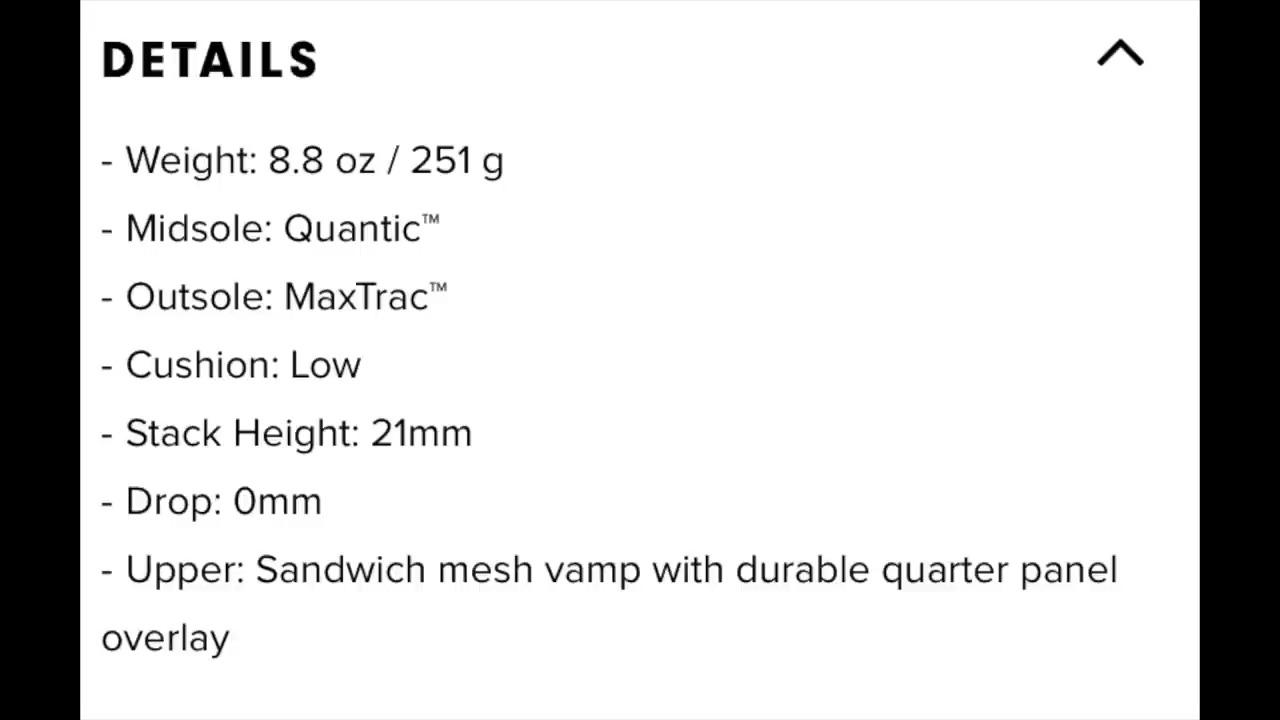 DETAILS
- Weight: 8.8 oz / 251 g
- Midsole: Quantic™
- Outsole: MaxTrac™
- Cushion: Low
- Stack Height: 21mm
- Drop: 0mm
- Upper: Sandwich mesh vamp with durable quarter panel
overlay